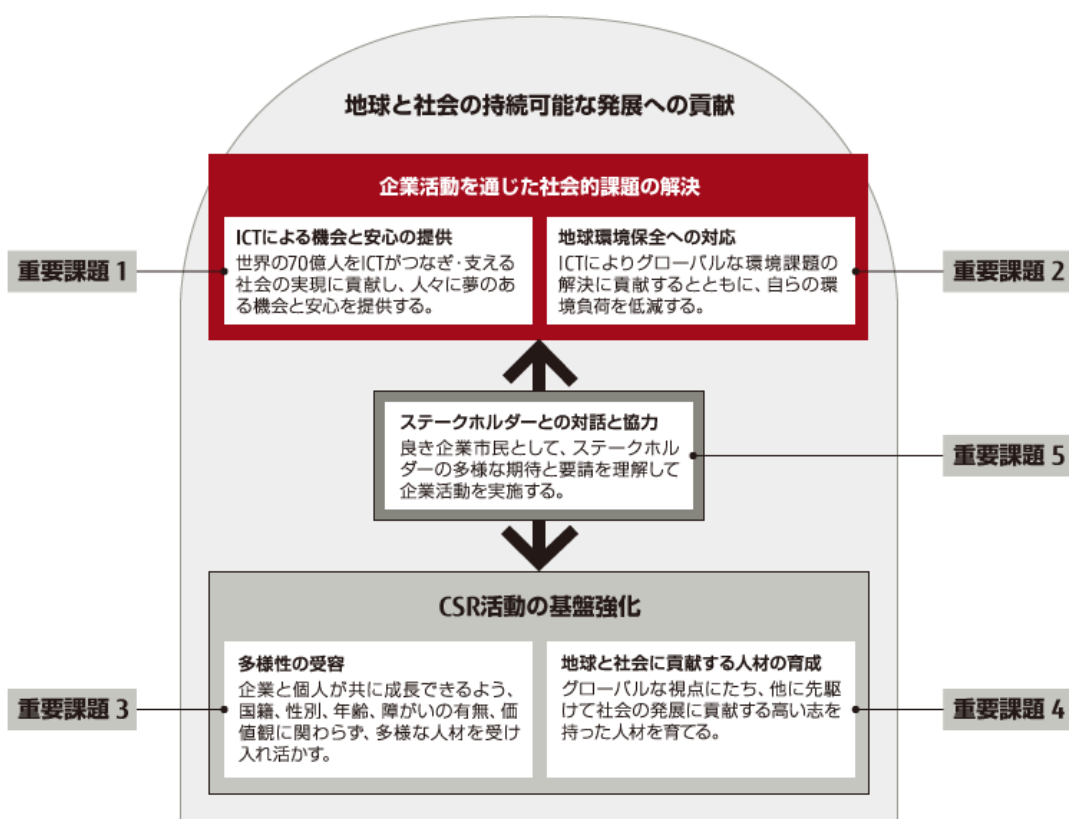 地球と社会の持続可能な発展への貢献
企業活動を通じた社会的課題の解決
重要課題 1
ICTによる機会と安心の提供
世界の70億人をICTがつなぎ・支える
社会の実現に貢献し、人々に夢のあ
る機会と安心を提供する。
地球環境保全への対応
ICTによりグローバルな環境課題の
解決に貢献するとともに、自らの環
境負荷を低減する。
重要課題 2
ステークホルダーとの対話と協力
良き企業市民として、ステークホル
ダーの多様な期待と要請を理解して
企業活動を実施する。
重要課題 5
CSR活動の基盤強化
重要課題 3
多様性の受容
企業と個人が共に成長できるよう、
国籍、性別、年齢、障がいの有無、価
値観に関わらず、多様な人材を受け
入れ活かす。
地球と社会に貢献する人材の育成
グローバルな視点にたち、他に先駆
けて社会の発展に貢献する高い志を
持った人材を育てる。
重要課題 4